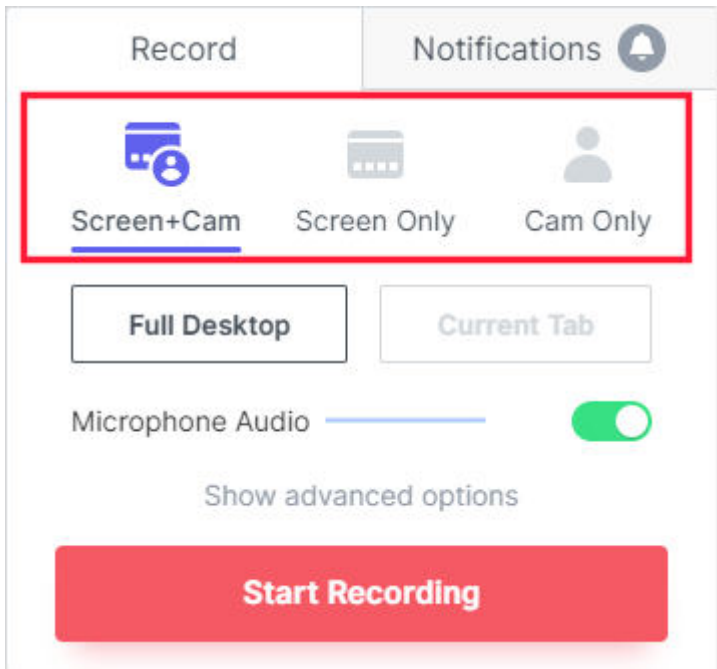 Record Notifications
Screen+Cam Screen Only Cam Only
Full Desktop Current Tab
Microphone Audio
Show advanced options
Start Recording